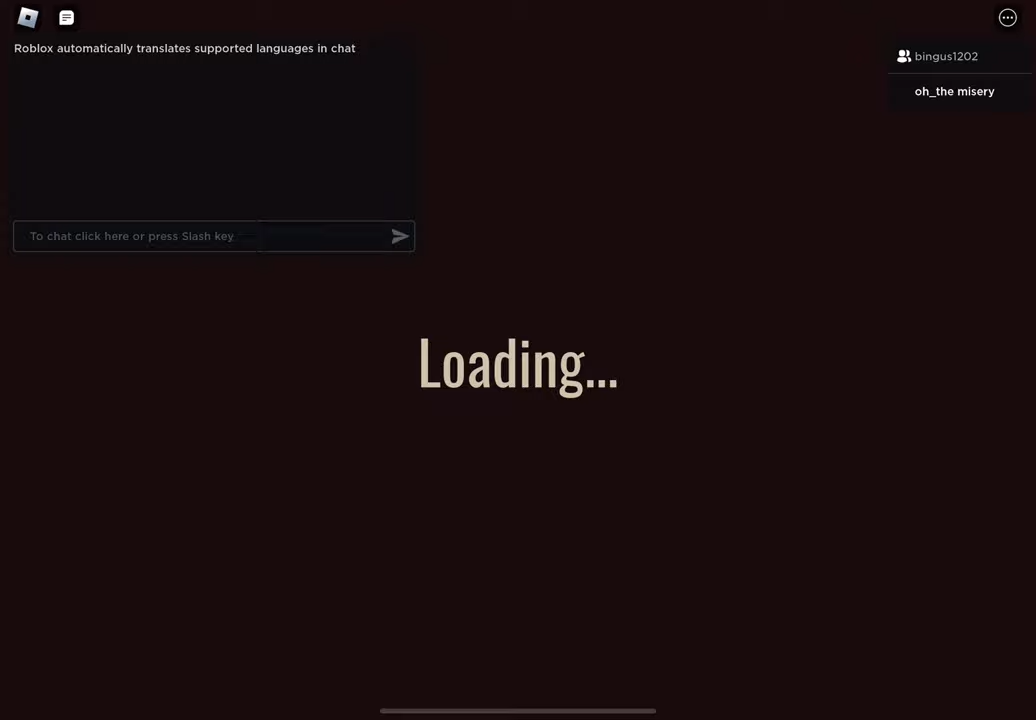 Roblox automatically translates supported languages in chat
bingus1202
oh_the misery
To chat click here or press Slash key
Loading...